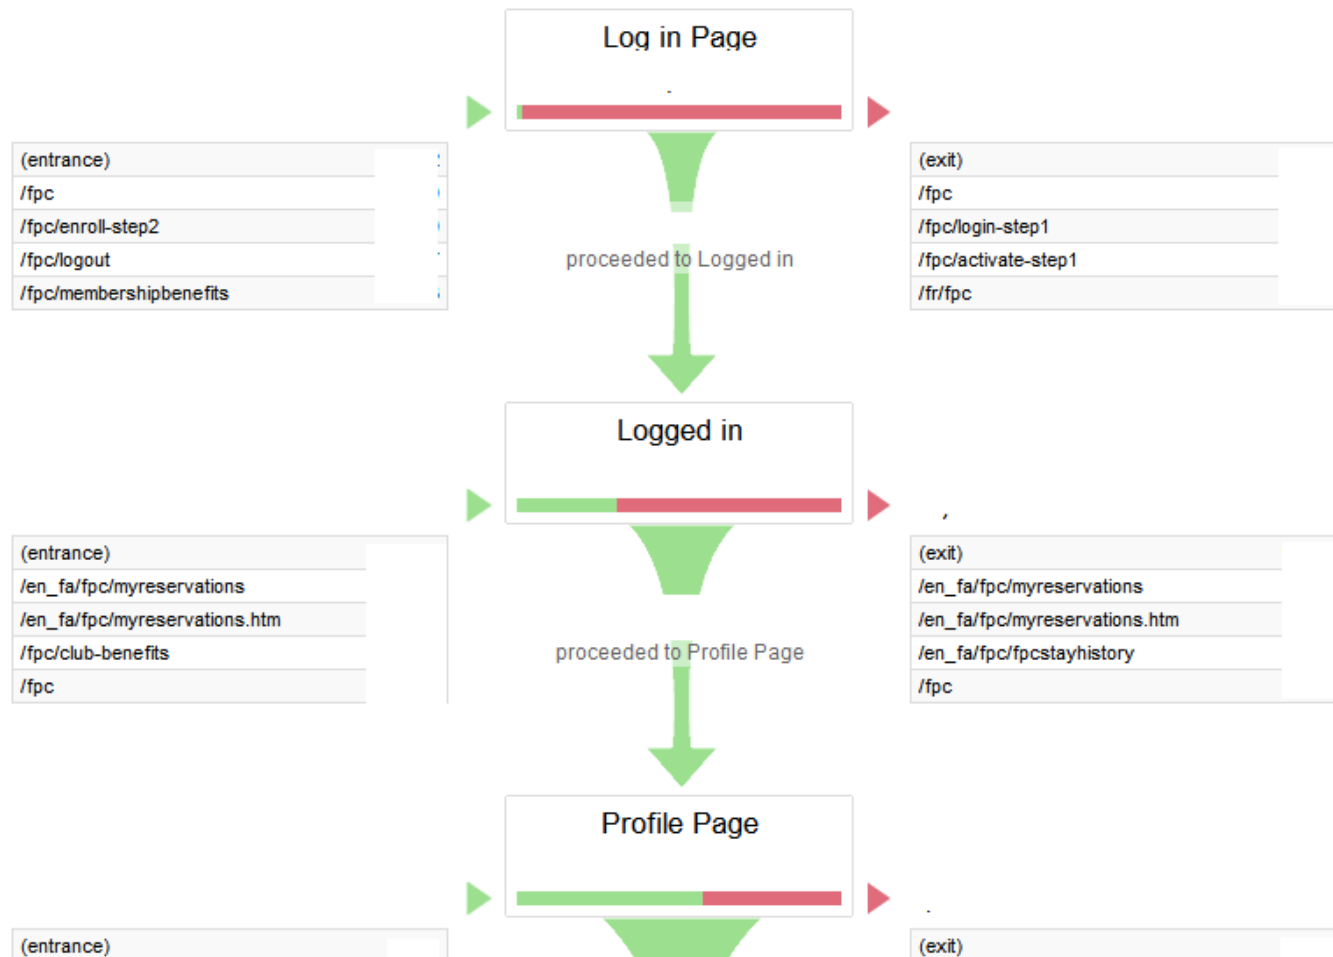 Log in Page
(entrance)
/fpc
/fpc/enroll-step2
/fpc/logout
/fpc/membershipbenefits
(exit)
/fpc
/fpc/login-step1
/fpc/activate-step1
/fr/fpc
proceeded to Logged in
Logged in
(entrance)
/en_fa/fpc/myreservations
/en_fa/fpc/myreservations.htm
/fpc/club-benefits
/fpc
(exit)
/en_fa/fpc/myreservations
/en_fa/fpc/myreservations.htm
/en_fa/fpc/fpcstayhistory
/fpc
proceeded to Profile Page
Profile Page
(entrance)
(exit)